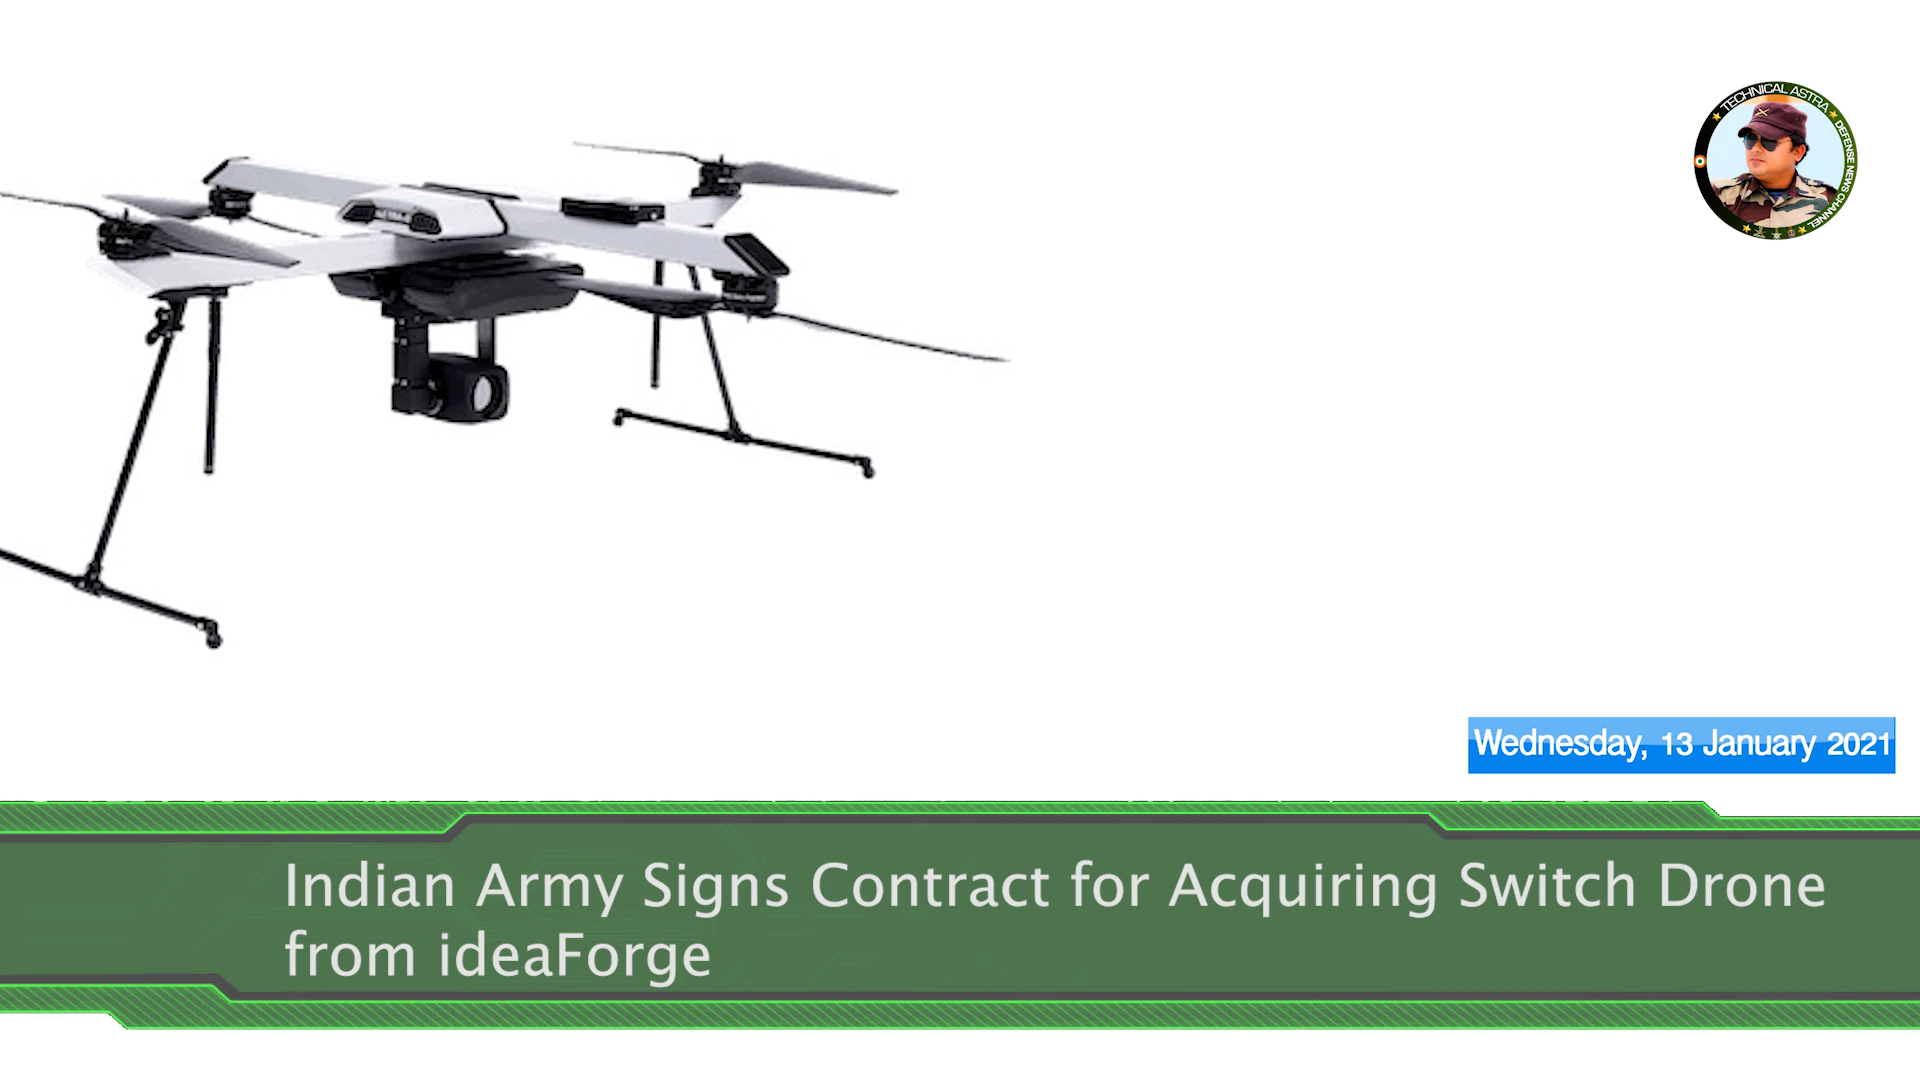 TECHNICAL ASTRA
DEFENSE NEWS CHANNEL
Wednesday, 13 January 2021
Indian Army Signs Contract for Acquiring Switch Drone
from ideaForge